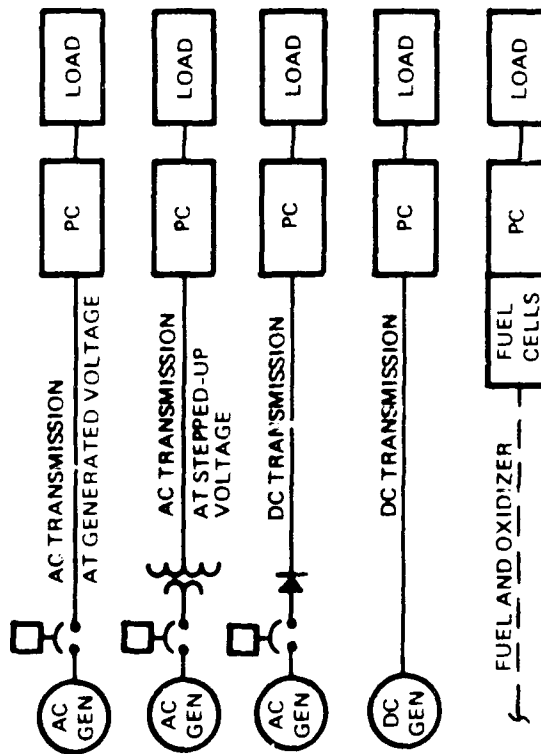 AC
GEN
AC TRANSMISSION
AT GENERATED VOLTAGE
PC
LOAD
AC
GEN
AC TRANSMISSION
AT STEPPED-UP
VOLTAGE
PC
LOAD
AC
GEN
DC TRANSMISSION
PC
LOAD
DC
GEN
DC TRANSMISSION
PC
LOAD
FUEL AND OXIDIZER
FUEL
CELLS
PC
LOAD